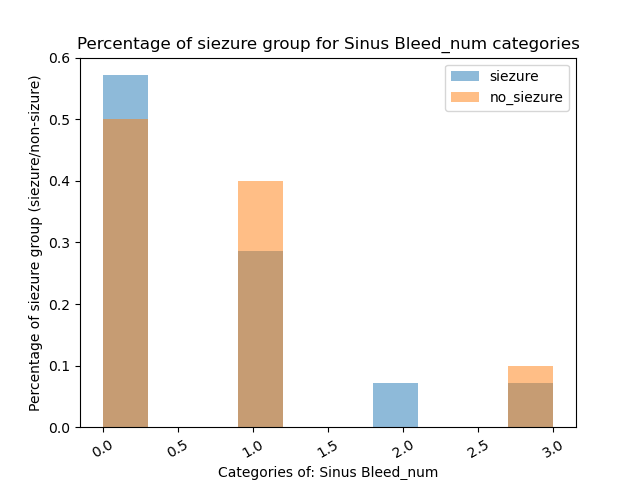 Percentage of siezure group for Sinus Bleed_num categories
siezure
no_siezure
Percentage of siezure group (siezure/non-sizure)
0.6
0.5
0.4
0.3
0.2
0.1
0.0
0.0 0.5 1.0 1.5 2.0 2.5 3.0
Categories of: Sinus Bleed_num